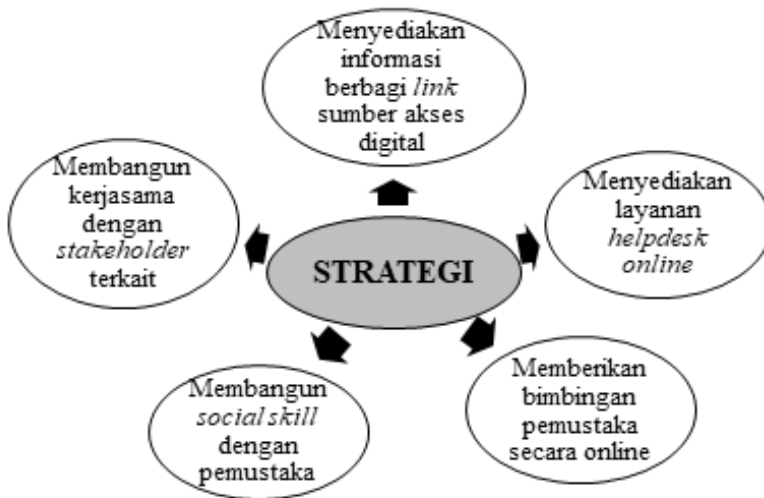 Menyediakan
informasi
berbagi link
sumber akses
digital
Membangun
kerjasama
dengan
stakeholder
terkait
Menyediakan
layanan
helpdesk
online
STRATEGI
Membangun
social skill
dengan
pemustaka
Memberikan
bimbingan
pemustaka
secara online